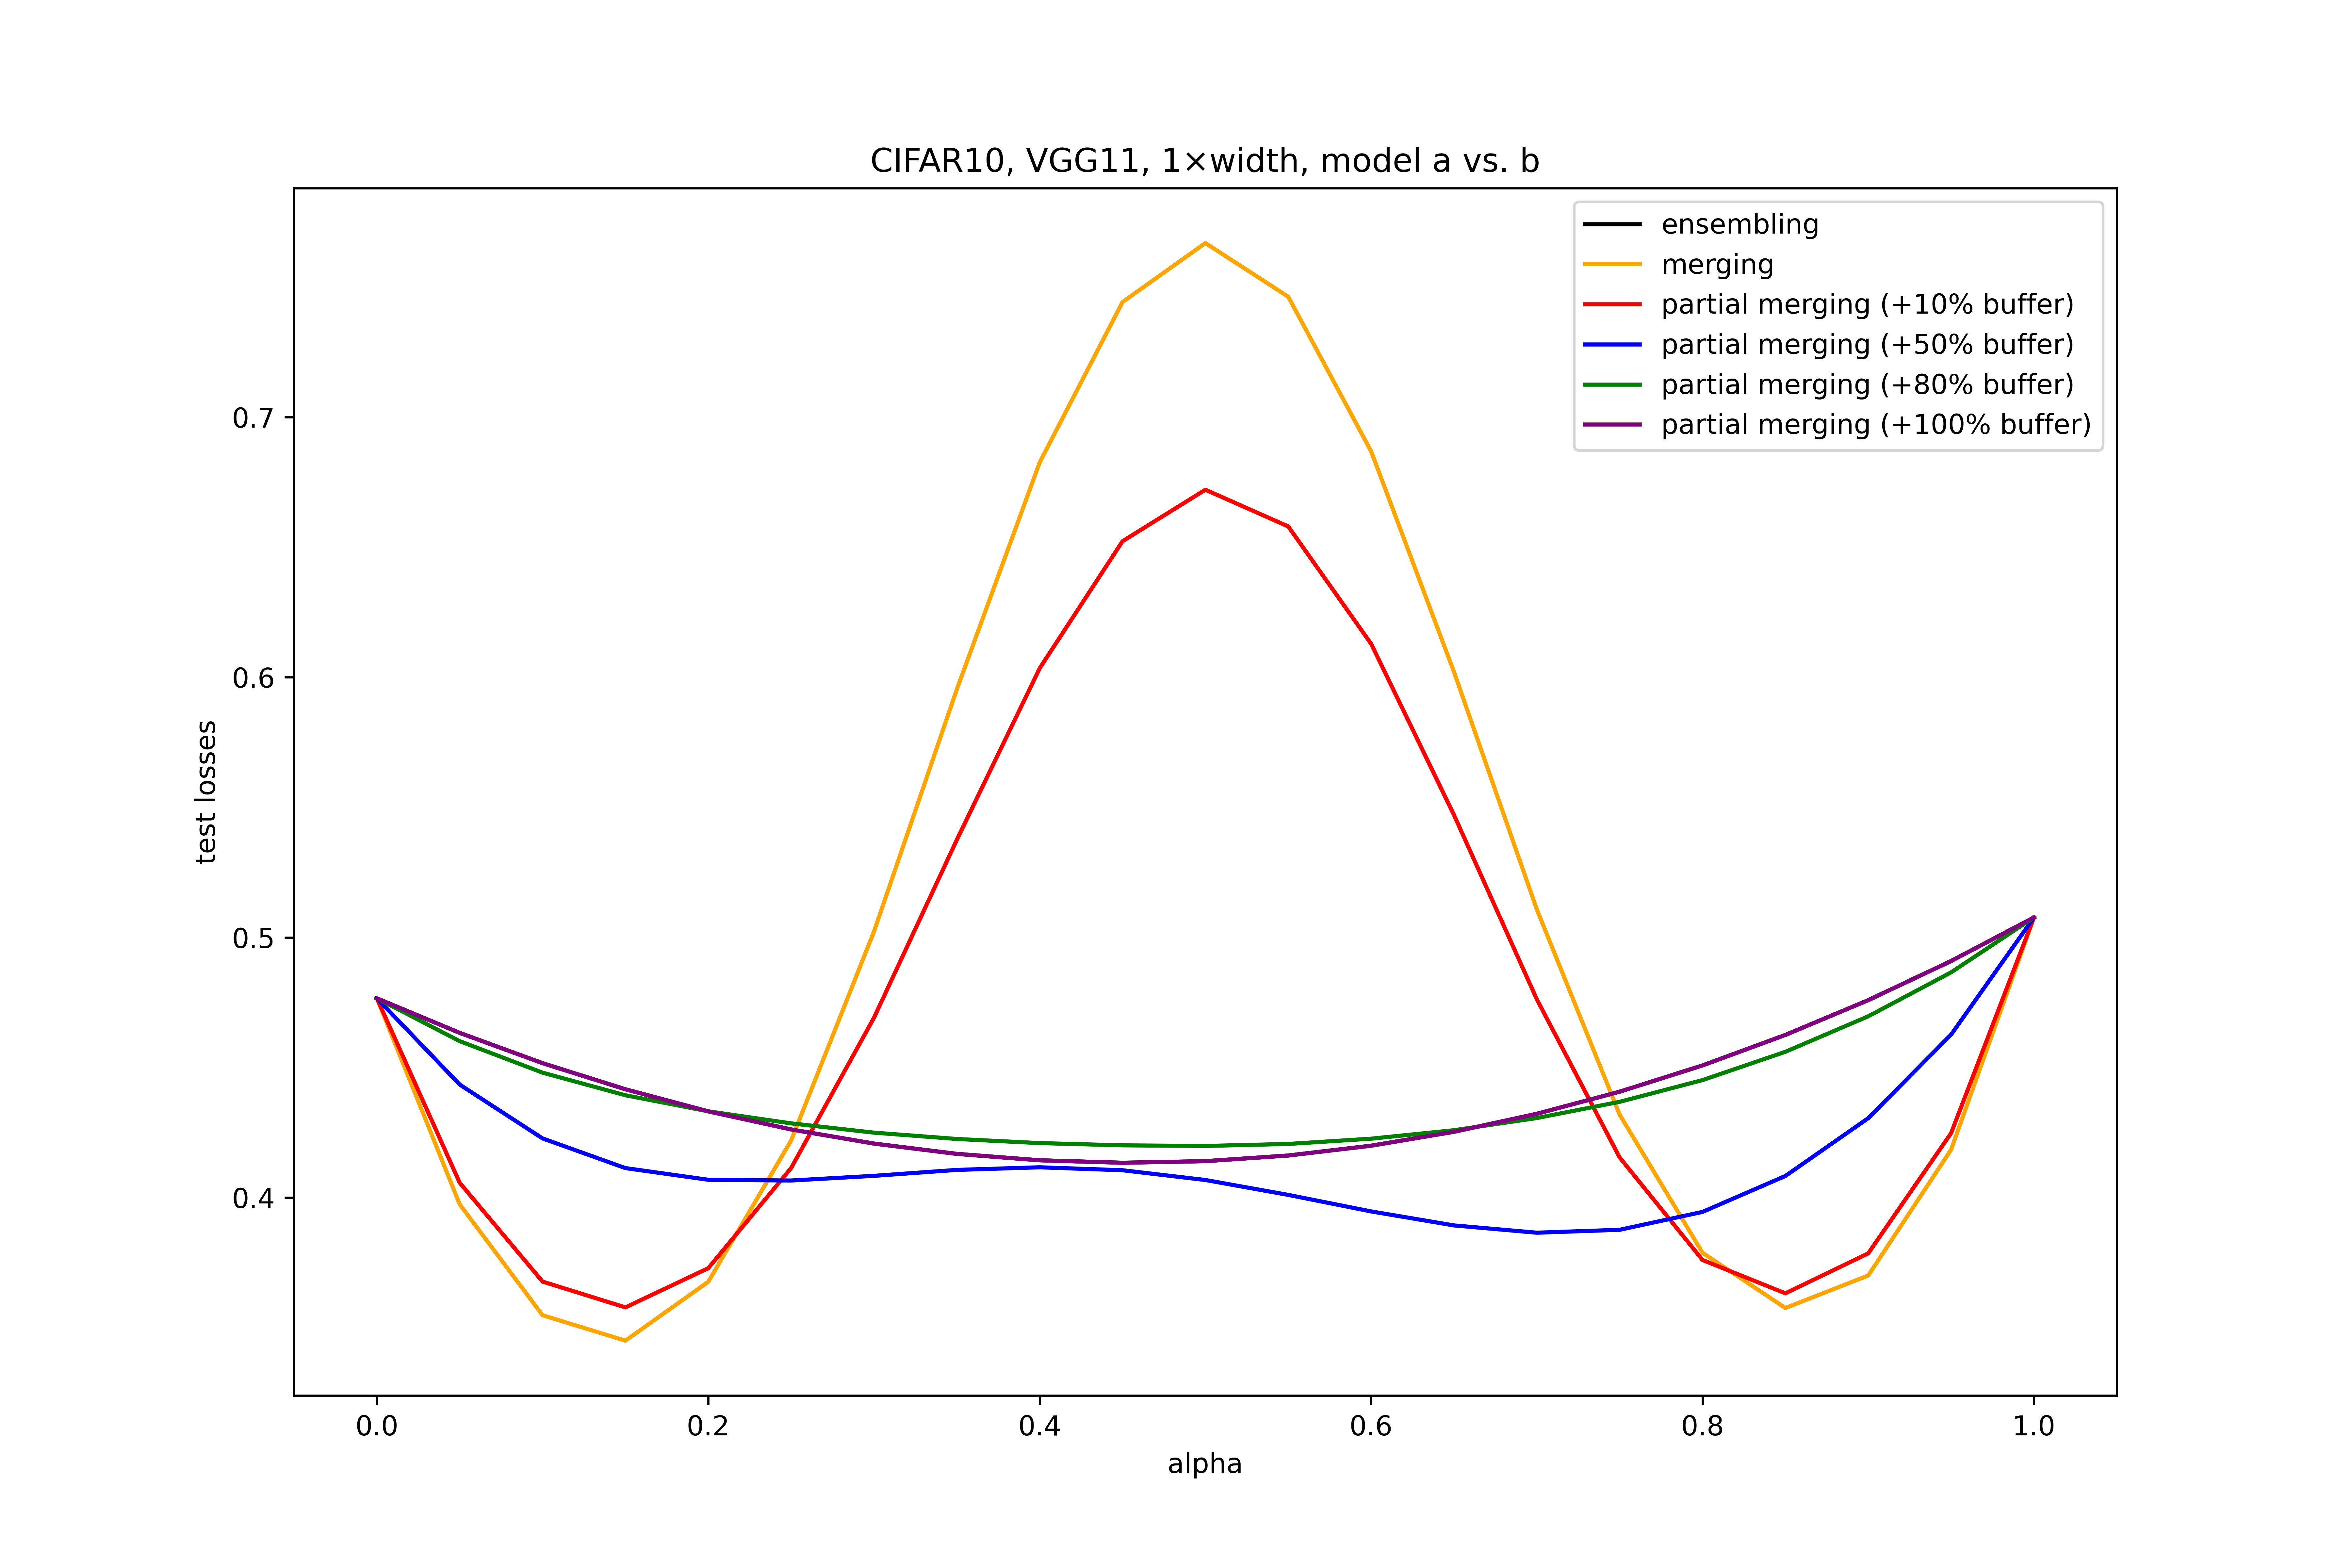 CIFAR10, VGG11, 1×width, model a vs. b
ensembling
merging
partial merging (+10% buffer)
partial merging (+50% buffer)
partial merging (+80% buffer)
partial merging (+100% buffer)
test losses
0.7
0.6
0.5
0.4
0.0 0.2 0.4 0.6 0.8 1.0
alpha